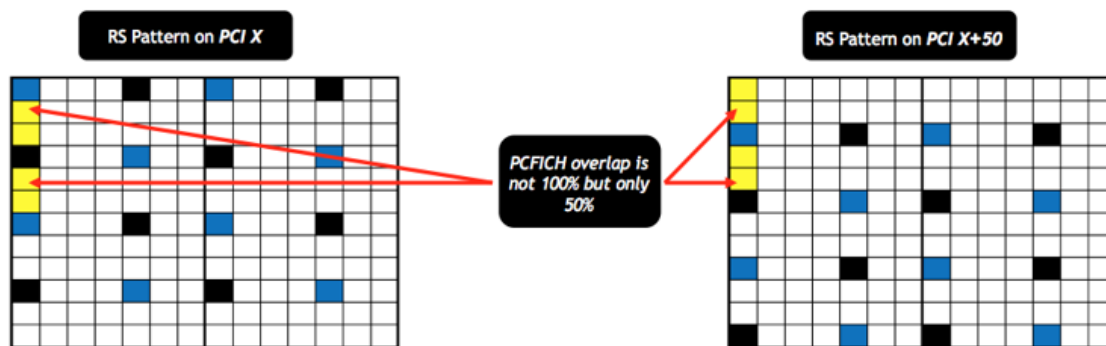 RS Pattern on PCI X
RS Pattern on PCI X+50
PCFICH overlap is
not 100% but only
50%